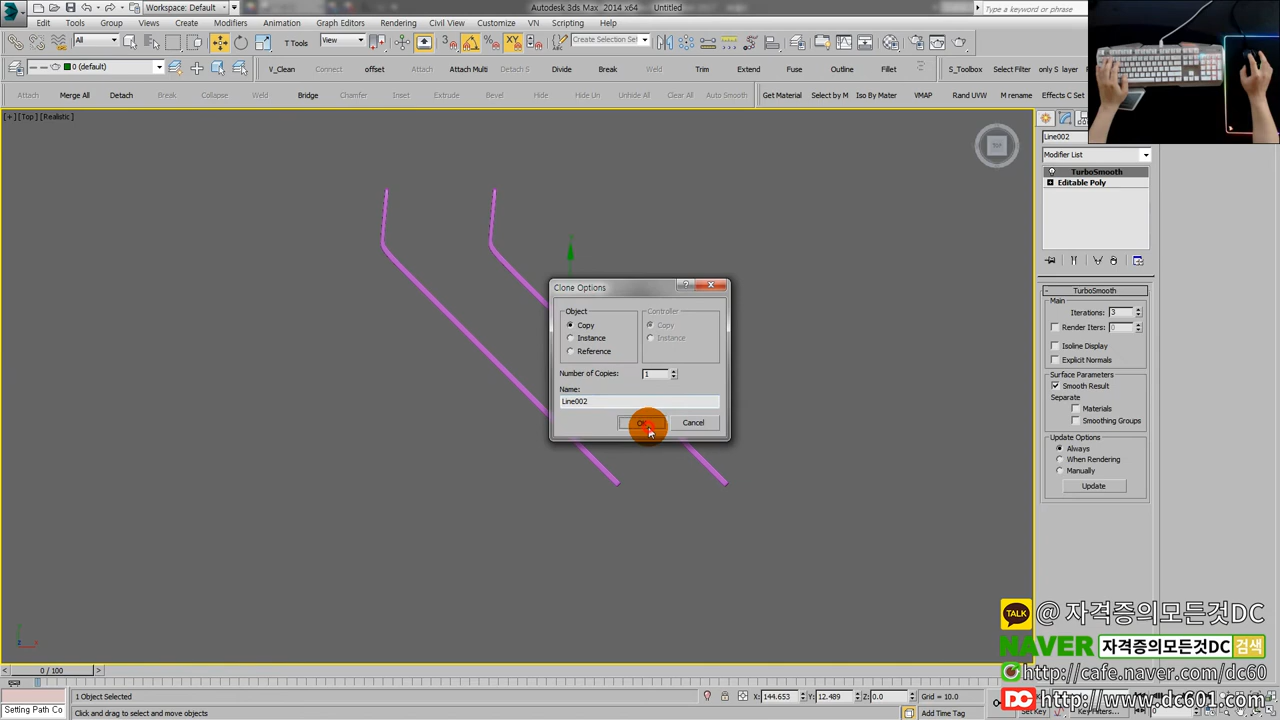 Workspace: Default
Autodesk 3ds Max 2014 x64 Untitled
Type a keyword or phrase
Edit Tools Group Views Create Modifiers Animation Graph Editors Rendering Civil View Customize VN Scripting Help
All
View
T Tools
Create Selection Se
0 (default)
V_Clean Connect offset Attach Attach Multi Detach S Divide Break Trim Extend Fuse Outline Fillet S_Toolbox Select Filter only S layer
Attach Merge All Detach Break Collapse Weld Bridge Chamfer Inset Extrude Bevel Hide Hide Un Unhide All Clear All Auto Smooth Get Material Select by M Iso By Mater VMAP Rand UVW M rename Effects C Set
[+] [Top] [Realistic]
TOP
Line002
Modifier List
TurboSmooth
Editable Poly
TurboSmooth
Main
Iterations: 3
Render Iters: 0
Isoline Display
Explicit Normals
Surface Parameters
Smooth Result
Separate
Materials
Smoothing Groups
Update Options
Always
When Rendering
Manually
Update
Clone Options
Object
Controller
Copy
Copy
Instance
Instance
Reference
Number of Copies: 1
Name:
Line002
Cancel
TALK @ 자격증의모든것DC
NAVER 자격증의모든것DC 검색
http://cafe.naver.com/dc60
DC http://www.dc601.com
0 / 100
1 Object Selected
X: 144.653 Y: 12.489 Z: 0.0 Grid = 10.0
Setting Path Co
Click and drag to select and move objects
Add Time Tag
Set Key
Key Filters...